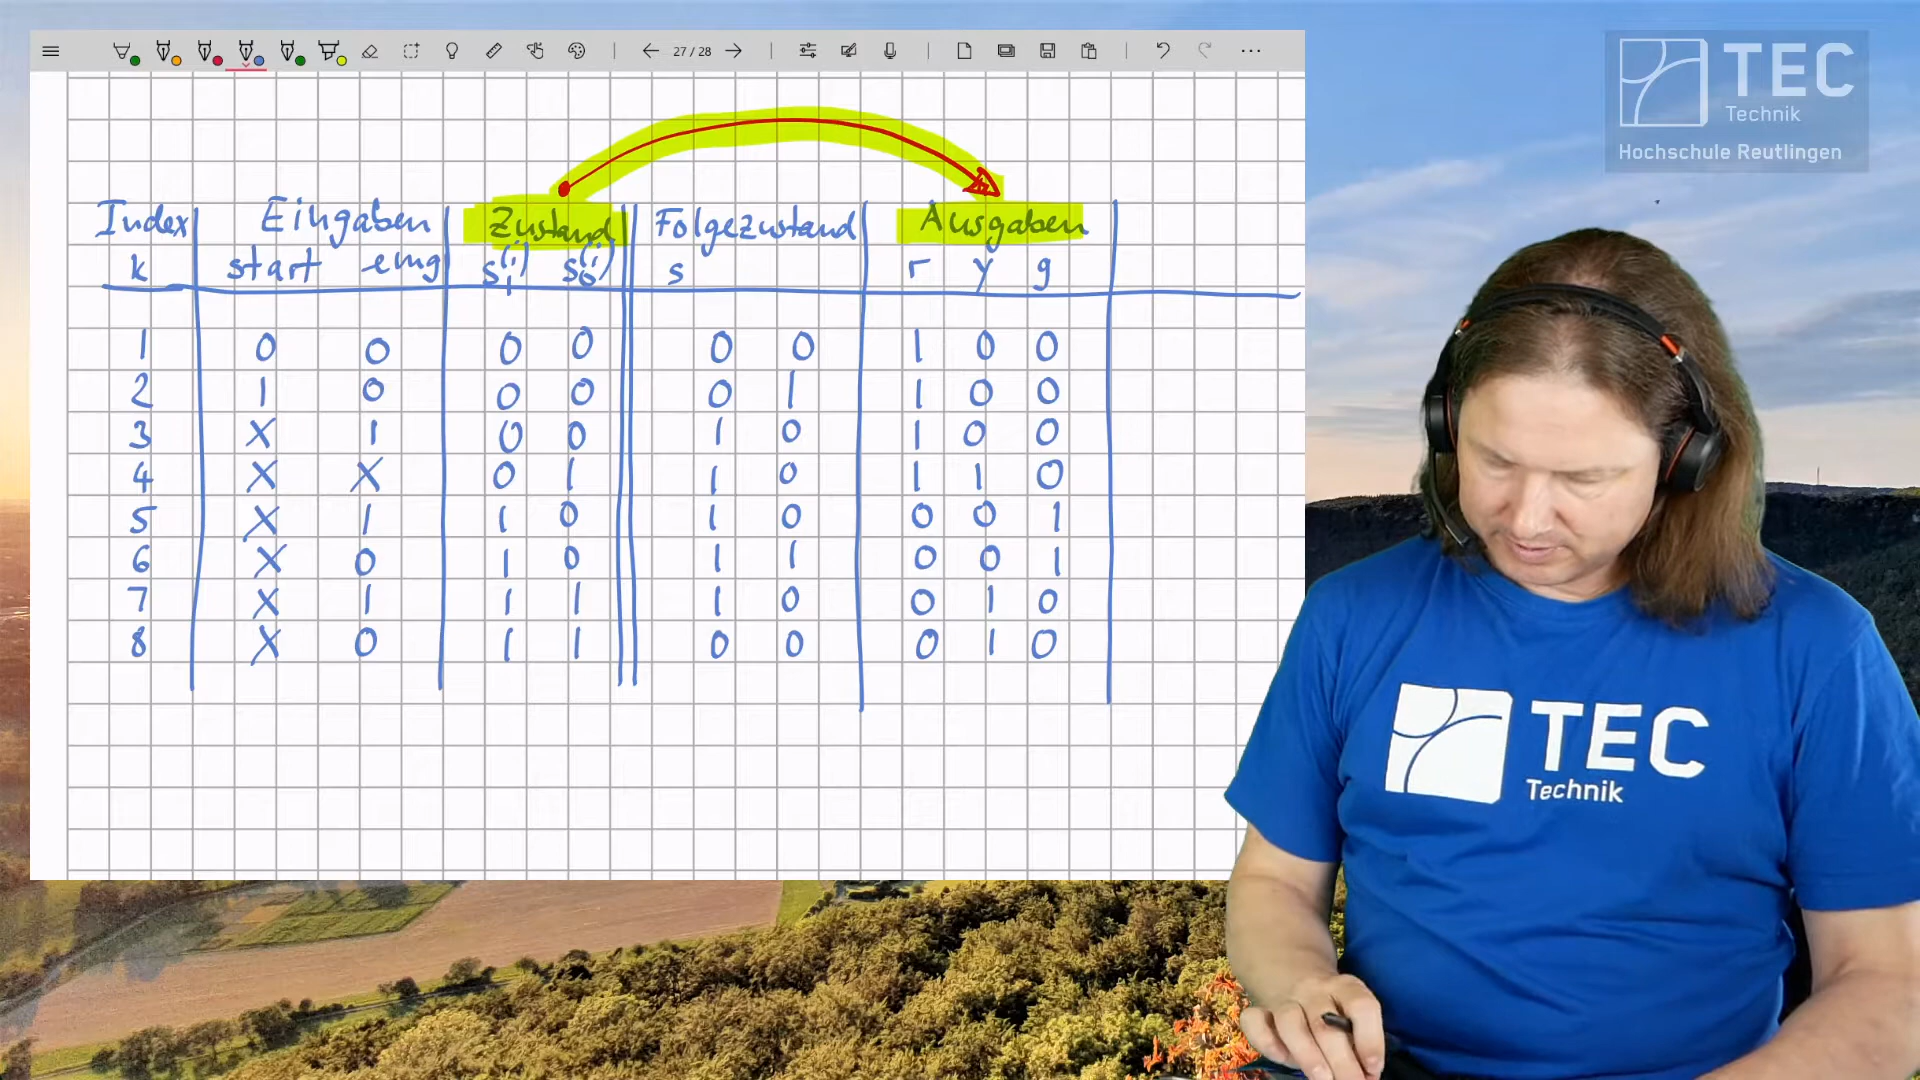 27 / 28
TEC
Technik
Hochschule Reutlingen
Index Eingaben Zustand Folgezustand Ausgaben
k start emg s₁⁽ⁱ⁾ s₀⁽ⁱ⁾ s r y g
1 0 0 0 0 0 0 1 0 0
2 1 0 0 0 0 1 1 0 0
3 X 1 0 0 1 0 1 0 0
4 X X 0 1 1 0 1 1 0
5 X 1 1 0 1 0 0 0 1
6 X 0 1 0 1 1 0 0 1
7 X 1 1 1 1 0 0 1 0
8 X 0 1 1 0 0 0 1 0
TEC
Technik